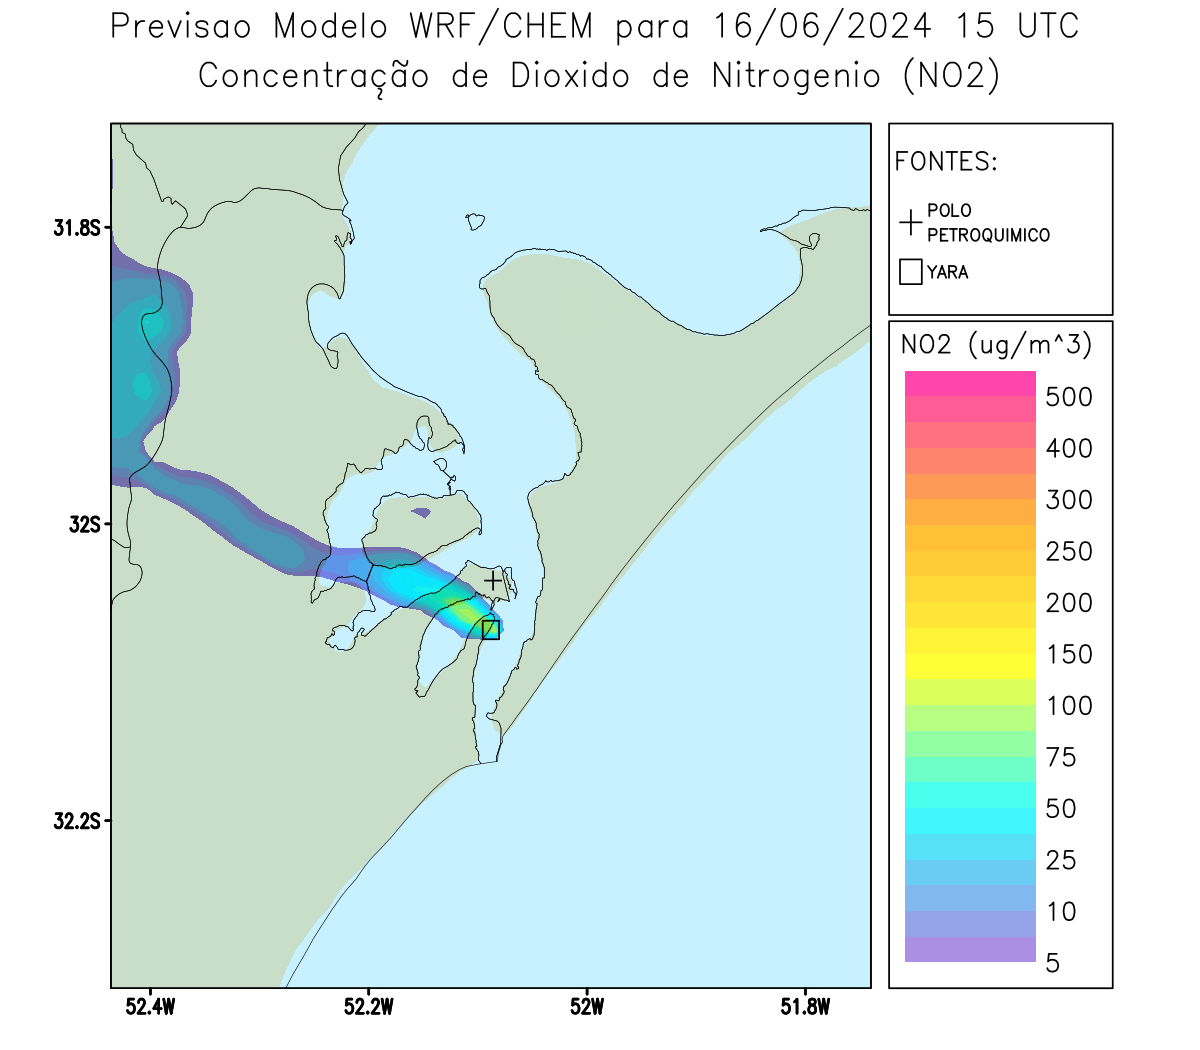 Previsao Modelo WRF/CHEM para 16/06/2024 15 UTC
Concentração de Dioxido de Nitrogenio (NO2)
FONTES:
POLO
PETROQUIMICO
YARA
NO2 (ug/m^3)
500
400
300
250
200
150
100
75
50
25
10
5
31.8S
32S
32.2S
52.4W
52.2W
52W
51.8W